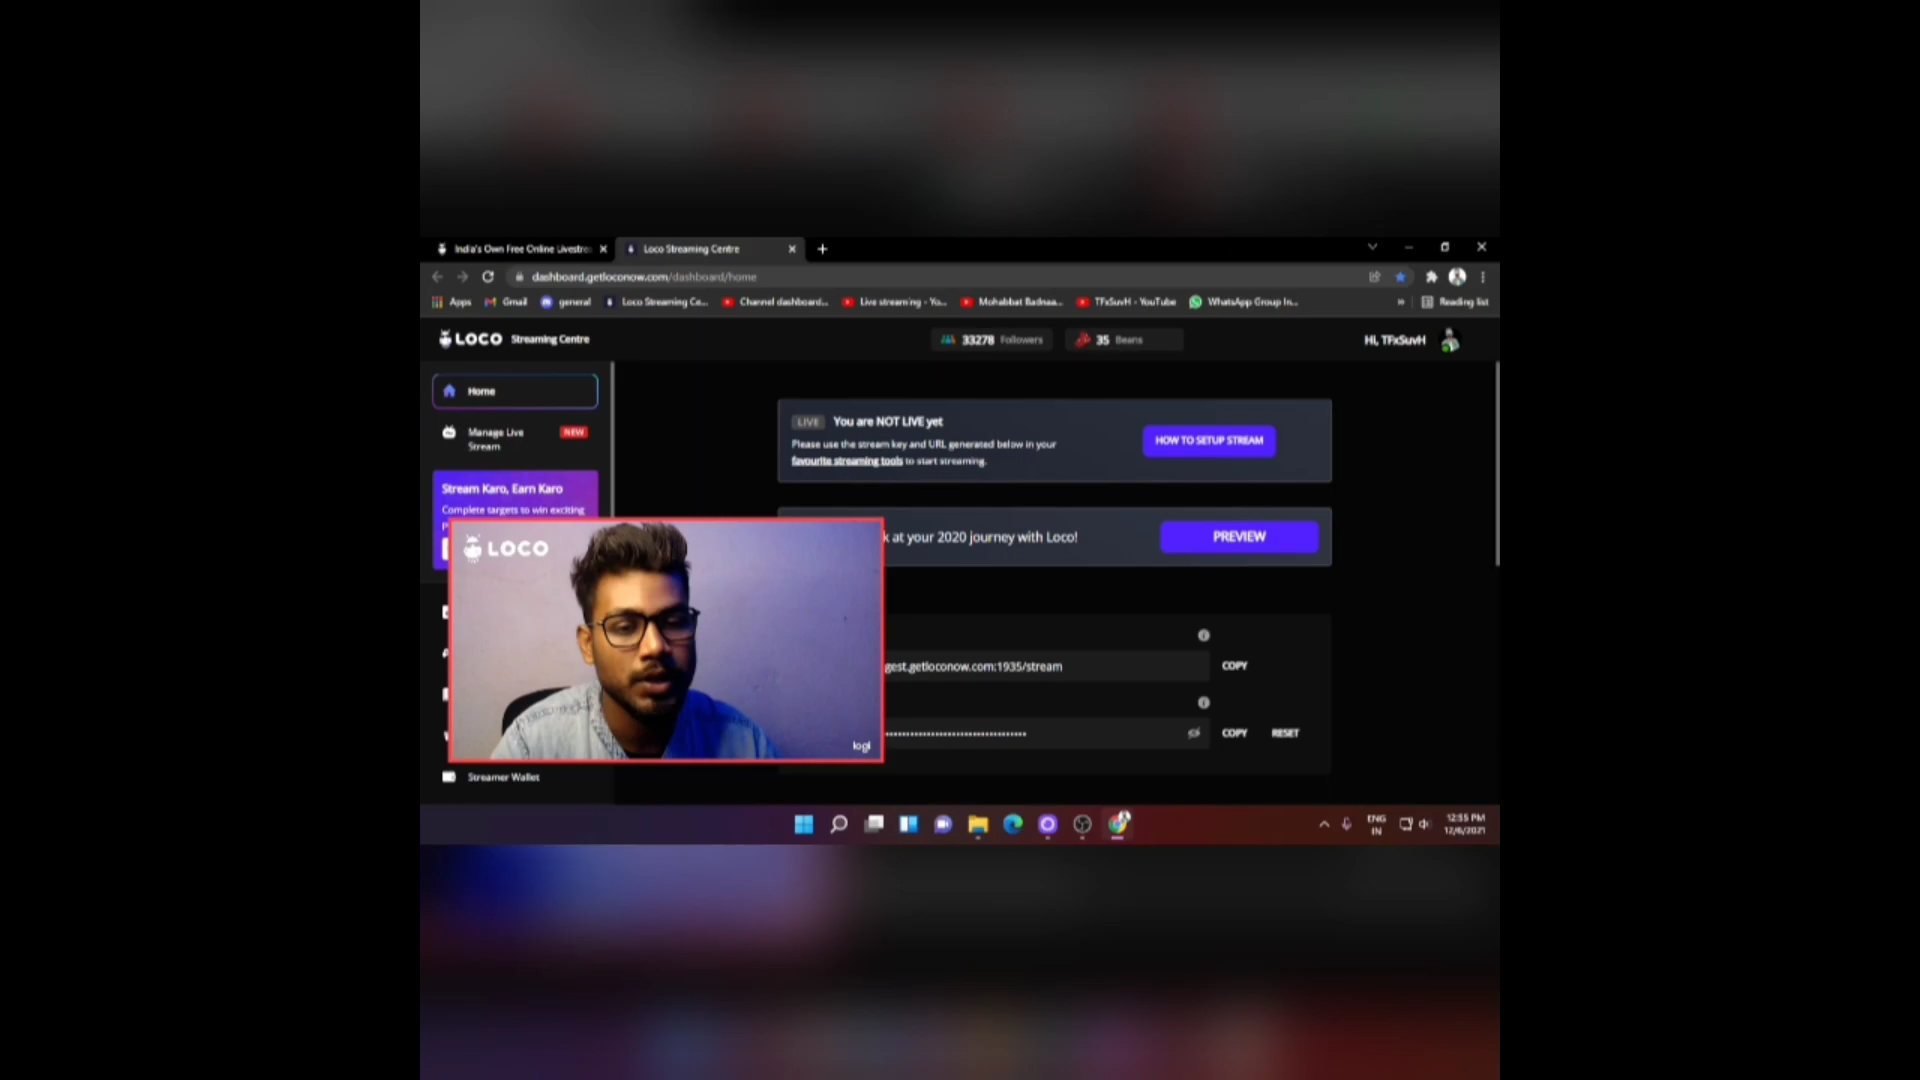 India's Own Free Online Livestre
Loco Streaming Centre
dashboard.getloconow.com/dashboard/home
Apps
Gmail
general
Loco Streaming Ce...
Channel dashboard...
Live streaming - Yo...
Mohabbat Badnaa...
TFxSuvH - YouTube
WhatsApp Group In...
»
Reading list
LOCO Streaming Centre
33278 Followers
35 Beans
Hi, TFxSuvH
Home
Manage Live
Stream
NEW
Stream Karo, Earn Karo
Complete targets to win exciting
LIVE You are NOT LIVE yet
Please use the stream key and URL generated below in your
favourite streaming tools to start streaming.
HOW TO SETUP STREAM
k at your 2020 journey with Loco!
PREVIEW
LOCO
logi
gest.getloconow.com:1935/stream
COPY
COPY
RESET
Streamer Wallet
ENG
IN
12:55 PM
12/6/2021